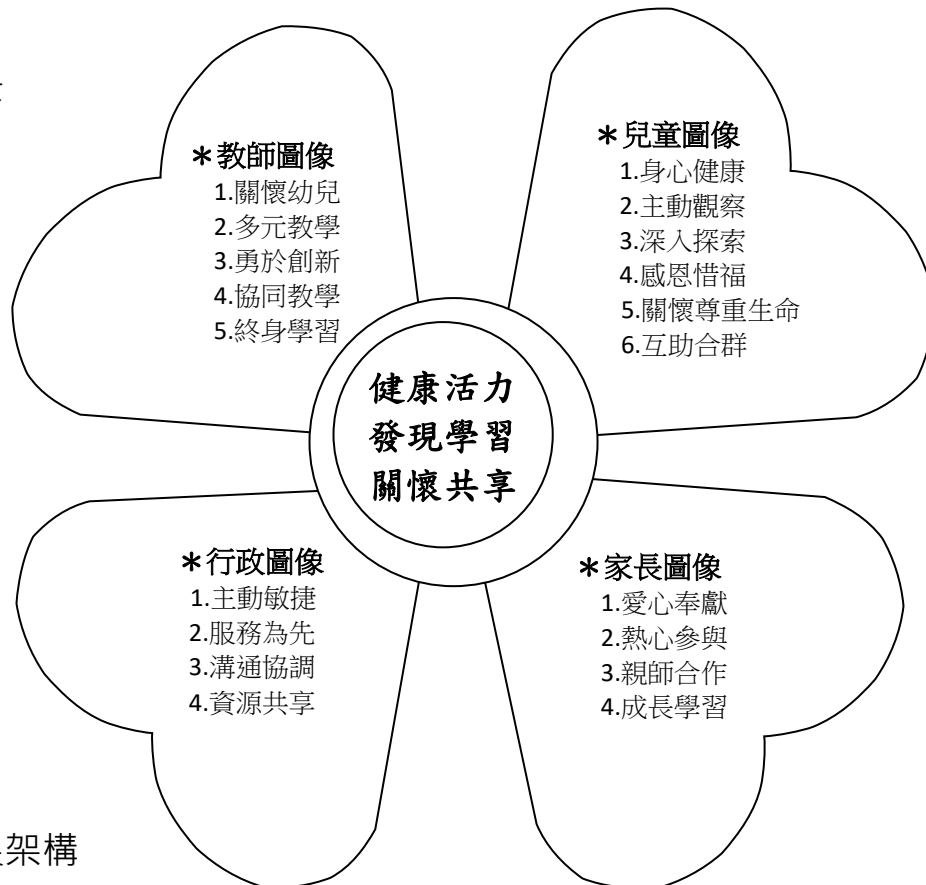 ＊教師圖像
1.關懷幼兒
2.多元教學
3.勇於創新
4.協同教學
5.終身學習
＊兒童圖像
1.身心健康
2.主動觀察
3.深入探索
4.感恩惜福
5.關懷尊重生命
6.互助合群
健康活力
發現學習
關懷共享
＊行政圖像
1.主動敏捷
2.服務為先
3.溝通協調
4.資源共享
＊家長圖像
1.愛心奉獻
2.熱心參與
3.親師合作
4.成長學習
架構